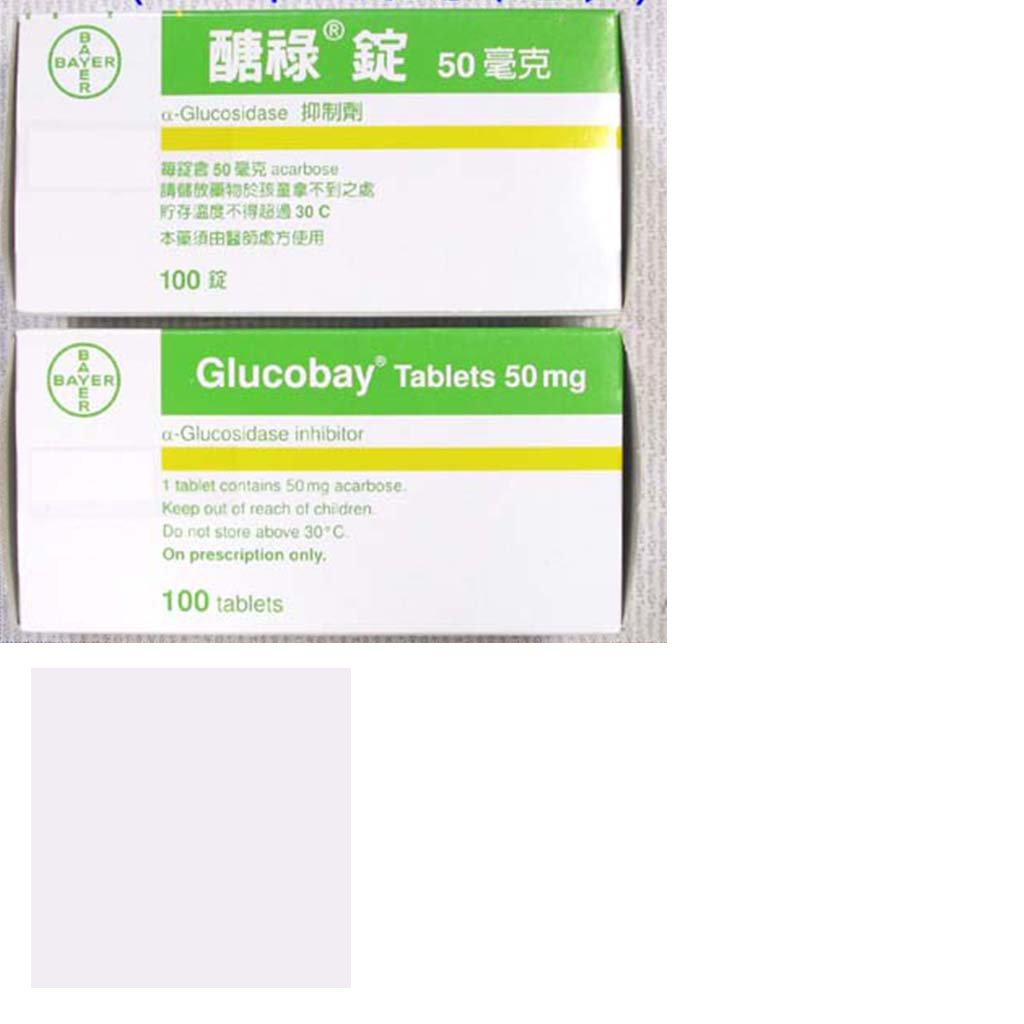 BAYER
BAYER
醣祿® 錠 50 毫克
α-Glucosidase 抑制劑
每錠含 50 毫克 acarbose
請儲放藥物於孩童拿不到之處
貯存溫度不得超過 30 C
本藥須由醫師處方使用
100 錠
BAYER
BAYER
Glucobay® Tablets 50 mg
α-Glucosidase inhibitor
1 tablet contains 50 mg acarbose.
Keep out of reach of children.
Do not store above 30°C.
On prescription only.
100 tablets